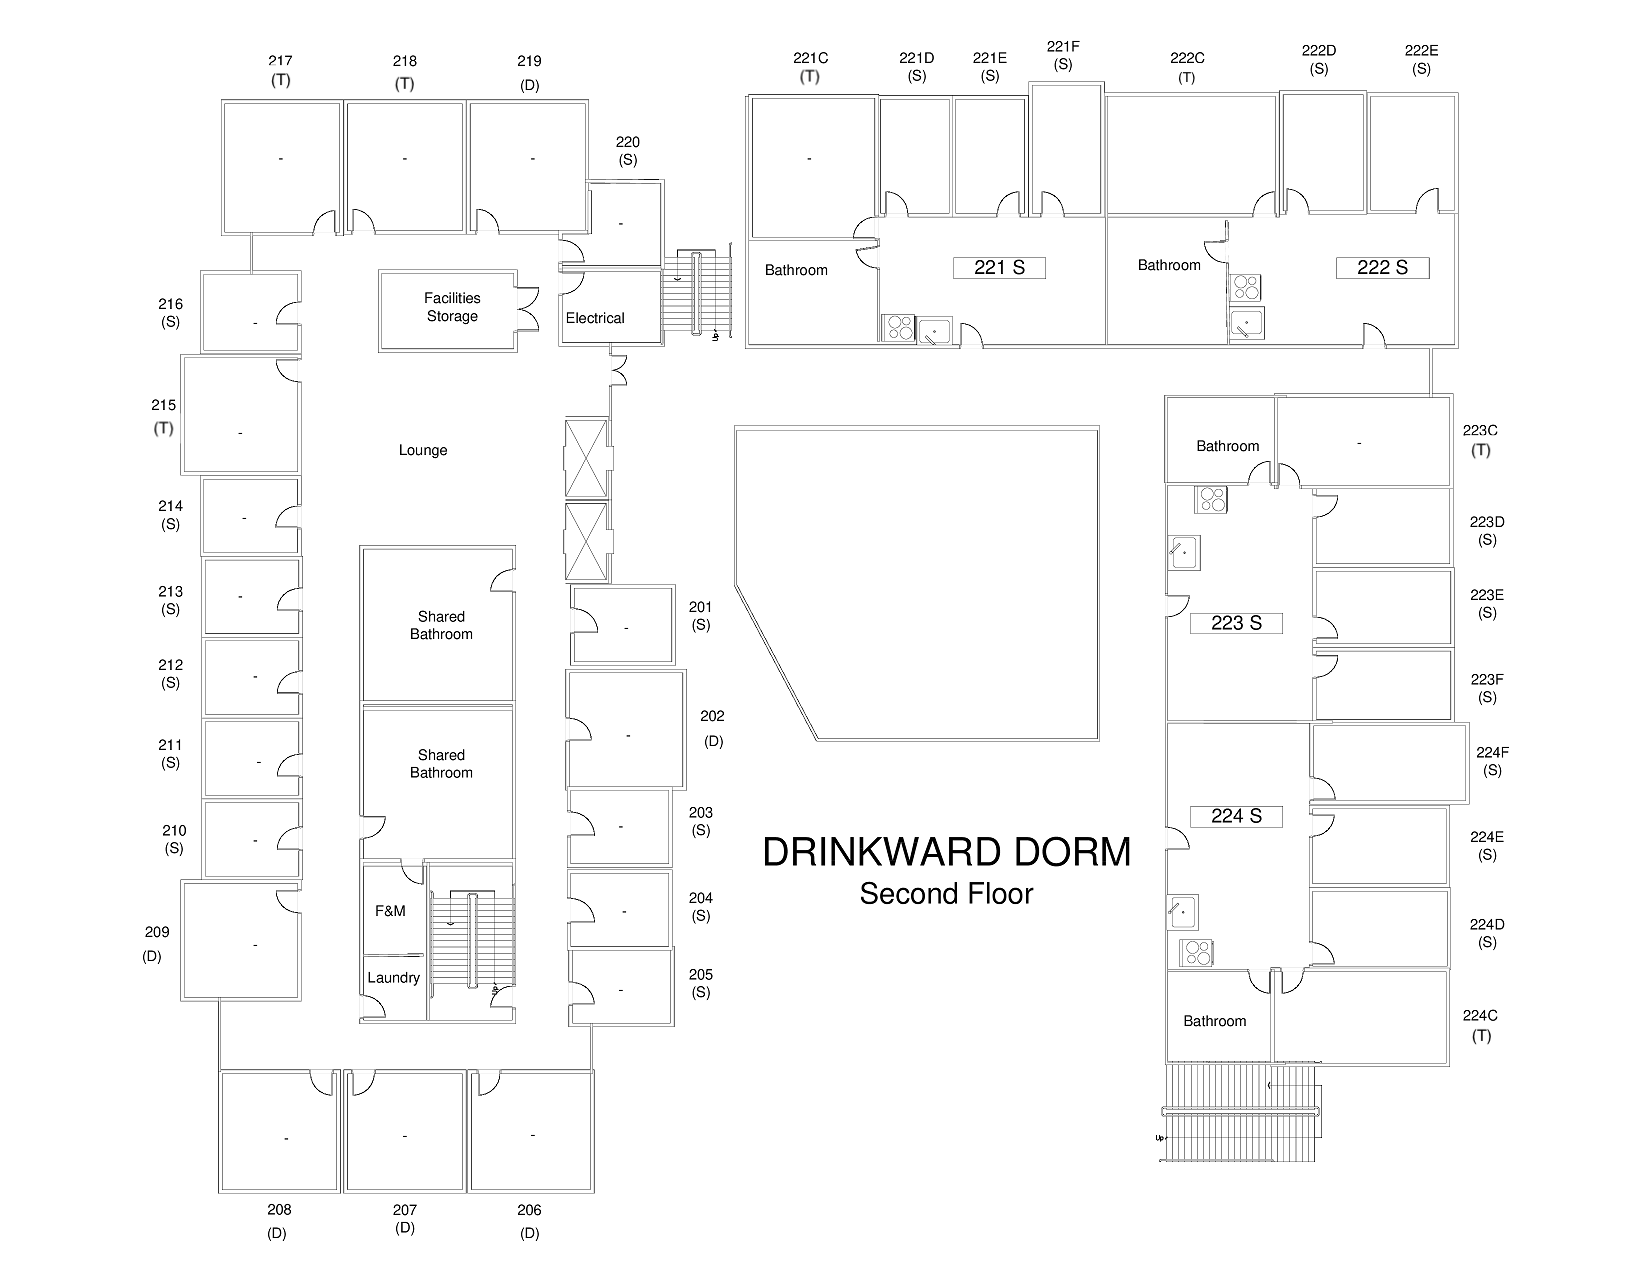 217
(T)
218
(T)
219
(D)
220
(S)
221C
(T)
221D
(S)
221E
(S)
221F
(S)
222C
(T)
222D
(S)
222E
(S)
Bathroom
221 S
Bathroom
222 S
Facilities
Storage
Electrical
Up
216
(S)
215
(T)
Lounge
214
(S)
213
(S)
212
(S)
211
(S)
210
(S)
209
(D)
Shared
Bathroom
Shared
Bathroom
F&M
Laundry
Up
201
(S)
202
(D)
203
(S)
204
(S)
205
(S)
208
(D)
207
(D)
206
(D)
DRINKWARD DORM
Second Floor
Bathroom
223C
(T)
223D
(S)
223E
(S)
223 S
223F
(S)
224F
(S)
224 S
224E
(S)
224D
(S)
Bathroom
224C
(T)
Up